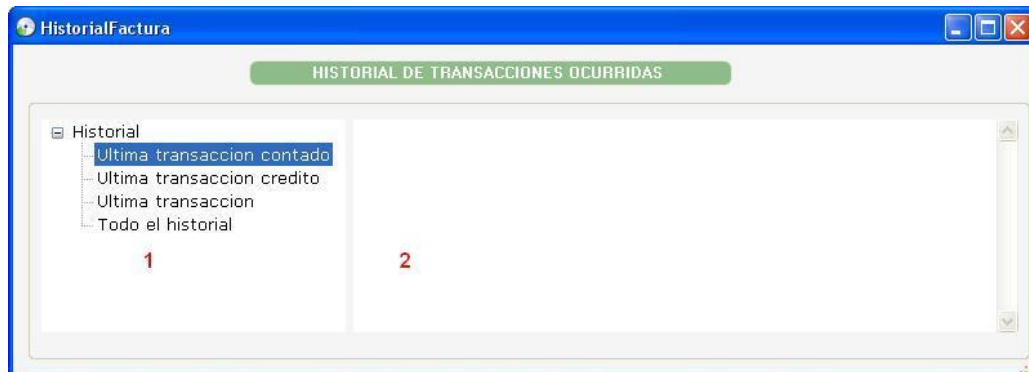 HistorialFactura
HISTORIAL DE TRANSACCIONES OCURRIDAS
Historial
Ultima transaccion contado
Ultima transaccion credito
Ultima transaccion
Todo el historial
1
2